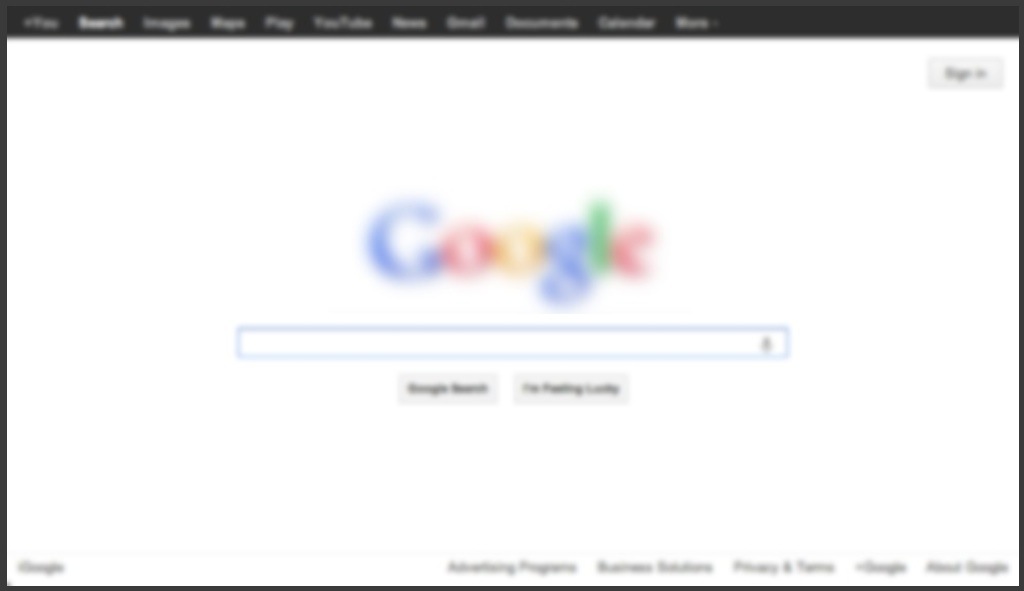 +You Search Images Maps Play YouTube News Gmail Documents Calendar More
Sign in
Google
Google Search I'm Feeling Lucky
iGoogle Advertising Programs Business Solutions Privacy & Terms +Google About Google